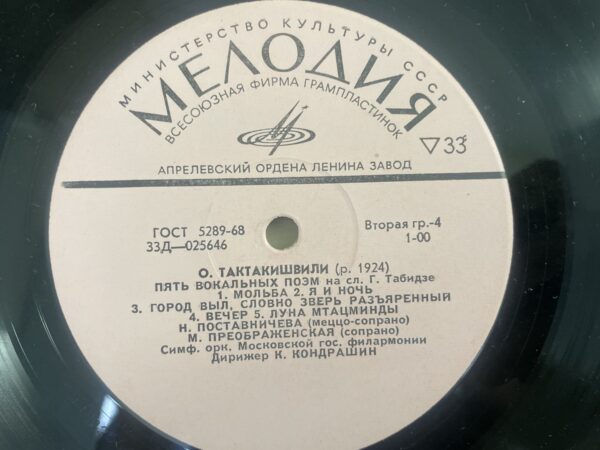 МИНИСТЕРСТВО КУЛЬТУРЫ СССР
МЕЛОДИЯ
ВСЕСОЮЗНАЯ ФИРМА ГРАМПЛАСТИНОК
▽33
АПРЕЛЕВСКИЙ ОРДЕНА ЛЕНИНА ЗАВОД
ГОСТ 5289-68
33Д—025646
Вторая гр.-4
1-00
О. ТАКТАКИШВИЛИ (р. 1924)
ПЯТЬ ВОКАЛЬНЫХ ПОЭМ на сл. Г. Табидзе
1. МОЛЬБА 2. Я И НОЧЬ
3. ГОРОД ВЫЛ, СЛОВНО ЗВЕРЬ РАЗЪЯРЕННЫЙ
4. ВЕЧЕР 5. ЛУНА МТАЦМИНДЫ
Н. ПОСТАВНИЧЕВА (меццо-сопрано)
М. ПРЕОБРАЖЕНСКАЯ (сопрано)
Симф. орк. Московской гос. филармонии
Дирижер К. КОНДРАШИН